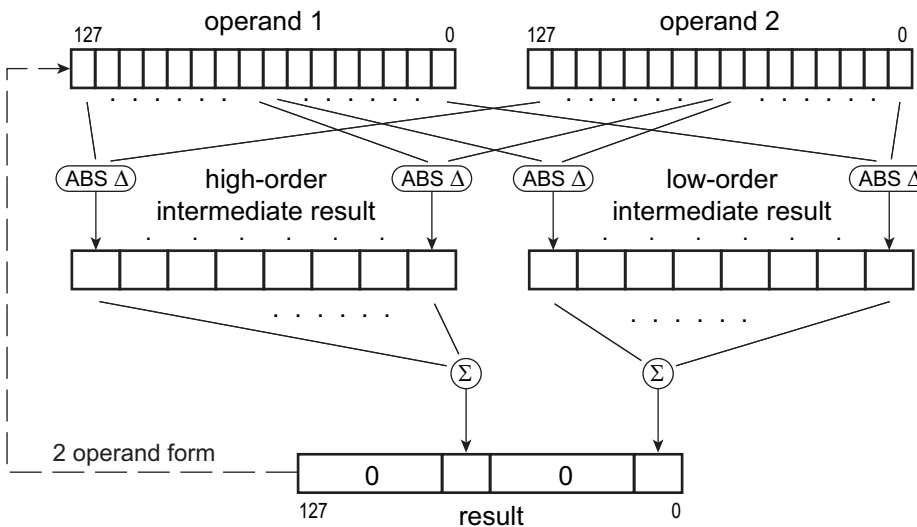 operand 1
operand 2
127
0
127
0
. . . . . .
. . . . . .
. . . . . .
. . . . . .
ABS Δ
high-order
intermediate result
ABS Δ
ABS Δ
low-order
intermediate result
ABS Δ
. . . . . .
. . . . . .
. . . . . .
. . . . . .
Σ
Σ
2 operand form
0
0
127
result
0